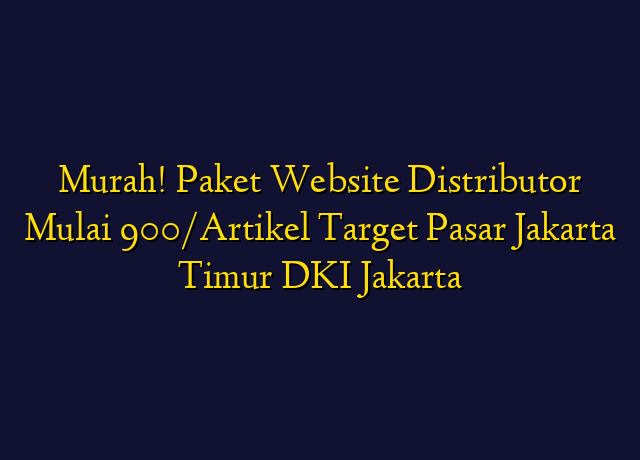 Murah! Paket Website Distributor
Mulai 900/Artikel Target Pasar Jakarta
Timur DKI Jakarta